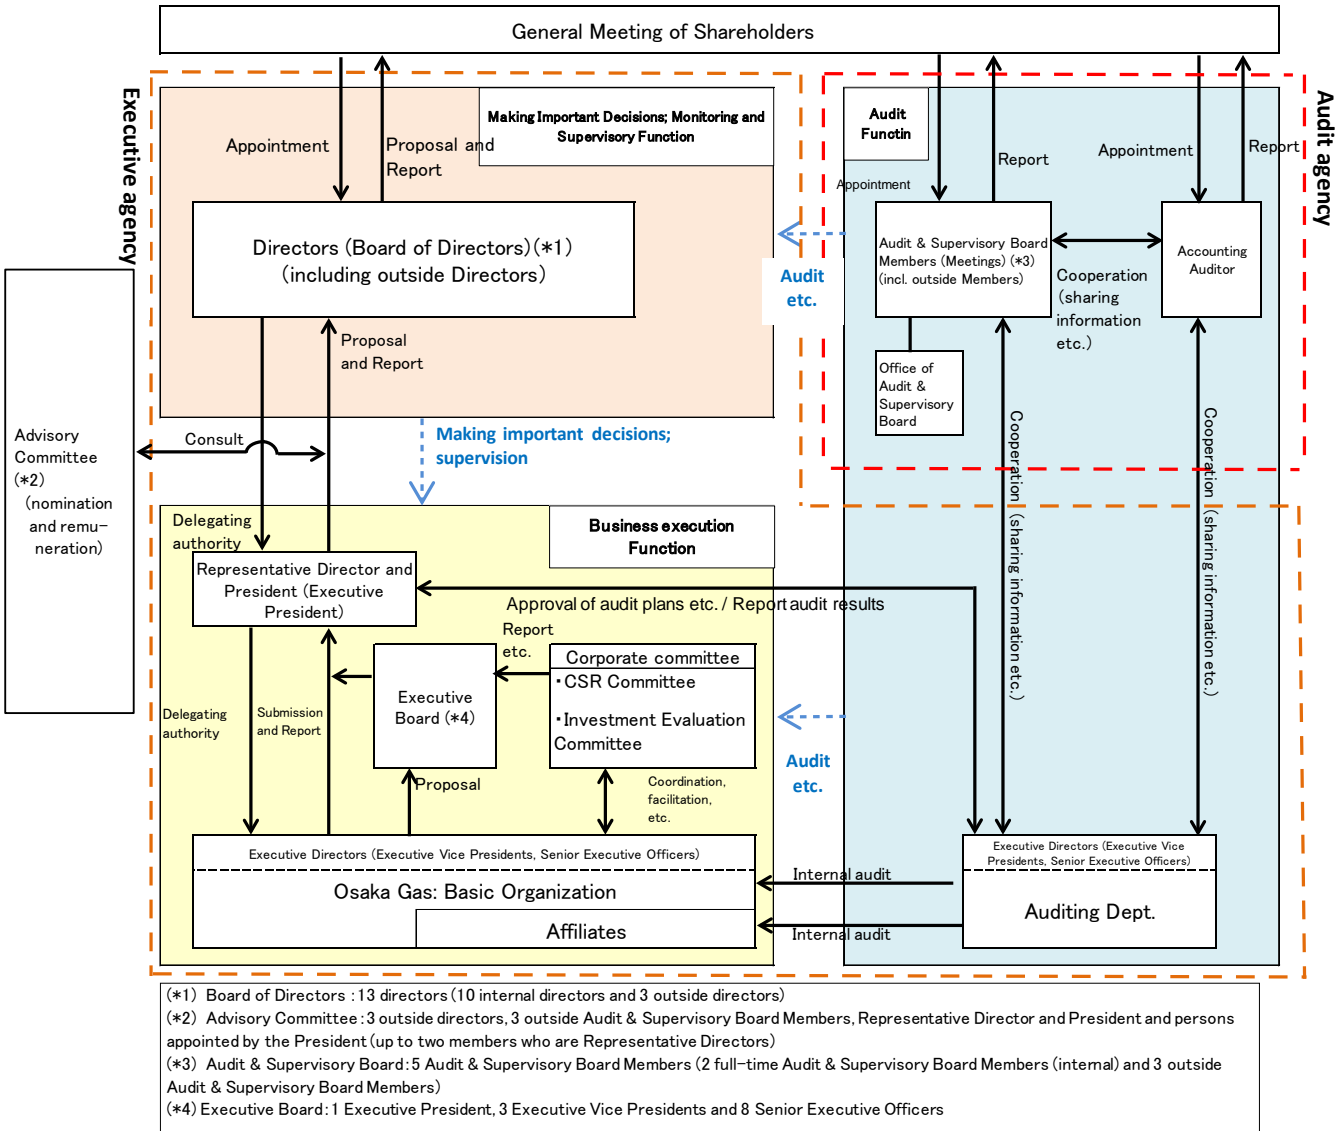 General Meeting of Shareholders
Executive agency
Audit agency
Making Important Decisions; Monitoring and
Supervisory Function
Audit
Functin
Appointment
Proposal and
Report
Appointment
Report
Appointment
Report
Directors (Board of Directors)(*1)
(including outside Directors)
Audit
etc.
Audit & Supervisory Board
Members (Meetings) (*3)
(incl. outside Members)
Cooperation
(sharing
information
etc.)
Accounting
Auditor
Office of
Audit &
Supervisory
Board
Proposal
and Report
Advisory
Committee
(*2)
(nomination
and remu-
neration)
Consult
Making important decisions;
supervision
Cooperation (sharing information etc.)
Cooperation (sharing information etc.)
Delegating
authority
Business execution
Function
Representative Director and
President (Executive
President)
Approval of audit plans etc. / Report audit results
Report
etc.
Corporate committee
・CSR Committee
・Investment Evaluation
Committee
Executive
Board (*4)
Delegating
authority
Submission
and Report
Proposal
Coordination,
facilitation,
etc.
Audit
etc.
Executive Directors (Executive Vice Presidents, Senior Executive Officers)
Osaka Gas: Basic Organization
Affiliates
Internal audit
Internal audit
Executive Directors (Executive Vice
Presidents, Senior Executive Officers)
Auditing Dept.
(*1) Board of Directors : 13 directors (10 internal directors and 3 outside directors)
(*2) Advisory Committee : 3 outside directors, 3 outside Audit & Supervisory Board Members, Representative Director and President and persons
appointed by the President (up to two members who are Representative Directors)
(*3) Audit & Supervisory Board: 5 Audit & Supervisory Board Members (2 full-time Audit & Supervisory Board Members (internal) and 3 outside
Audit & Supervisory Board Members)
(*4) Executive Board: 1 Executive President, 3 Executive Vice Presidents and 8 Senior Executive Officers